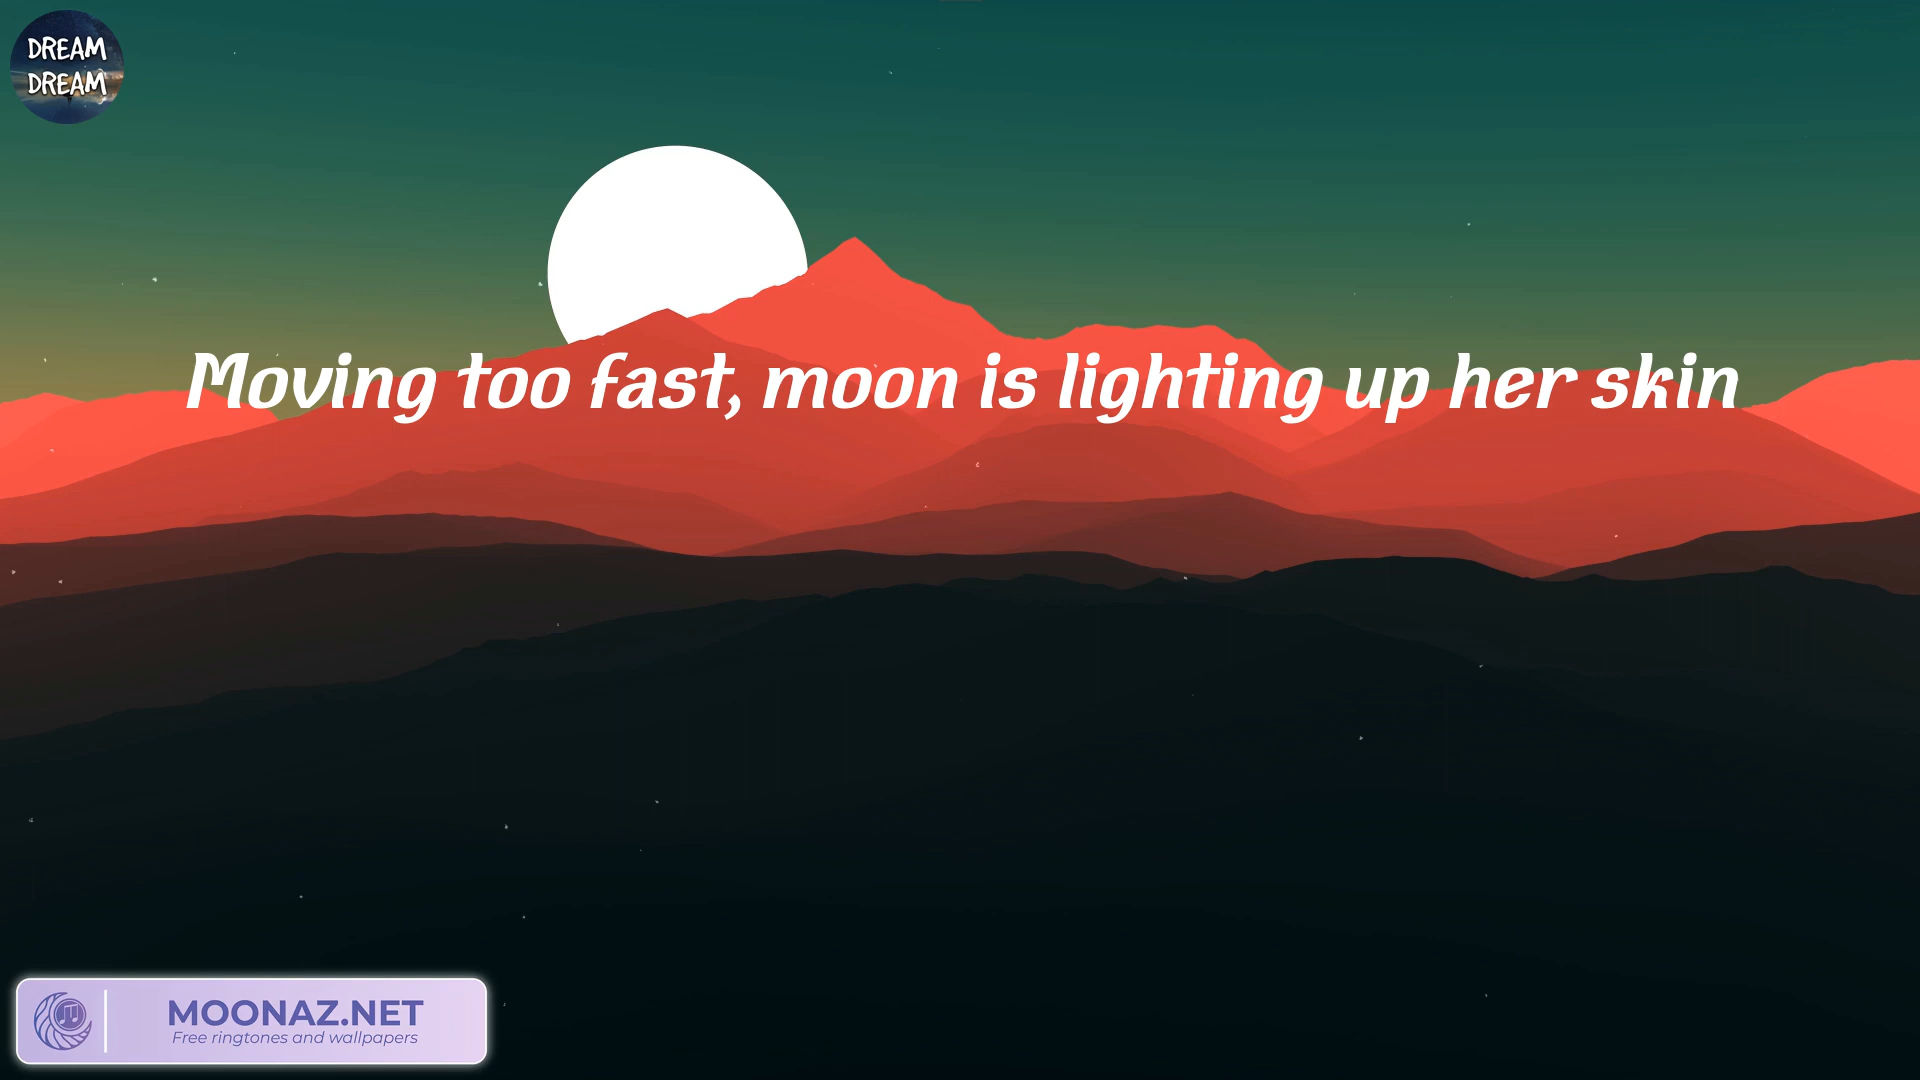 DREAM
DREAM
Moving too fast, moon is lighting up her skin
MOONAZ.NET
Free ringtones and wallpapers